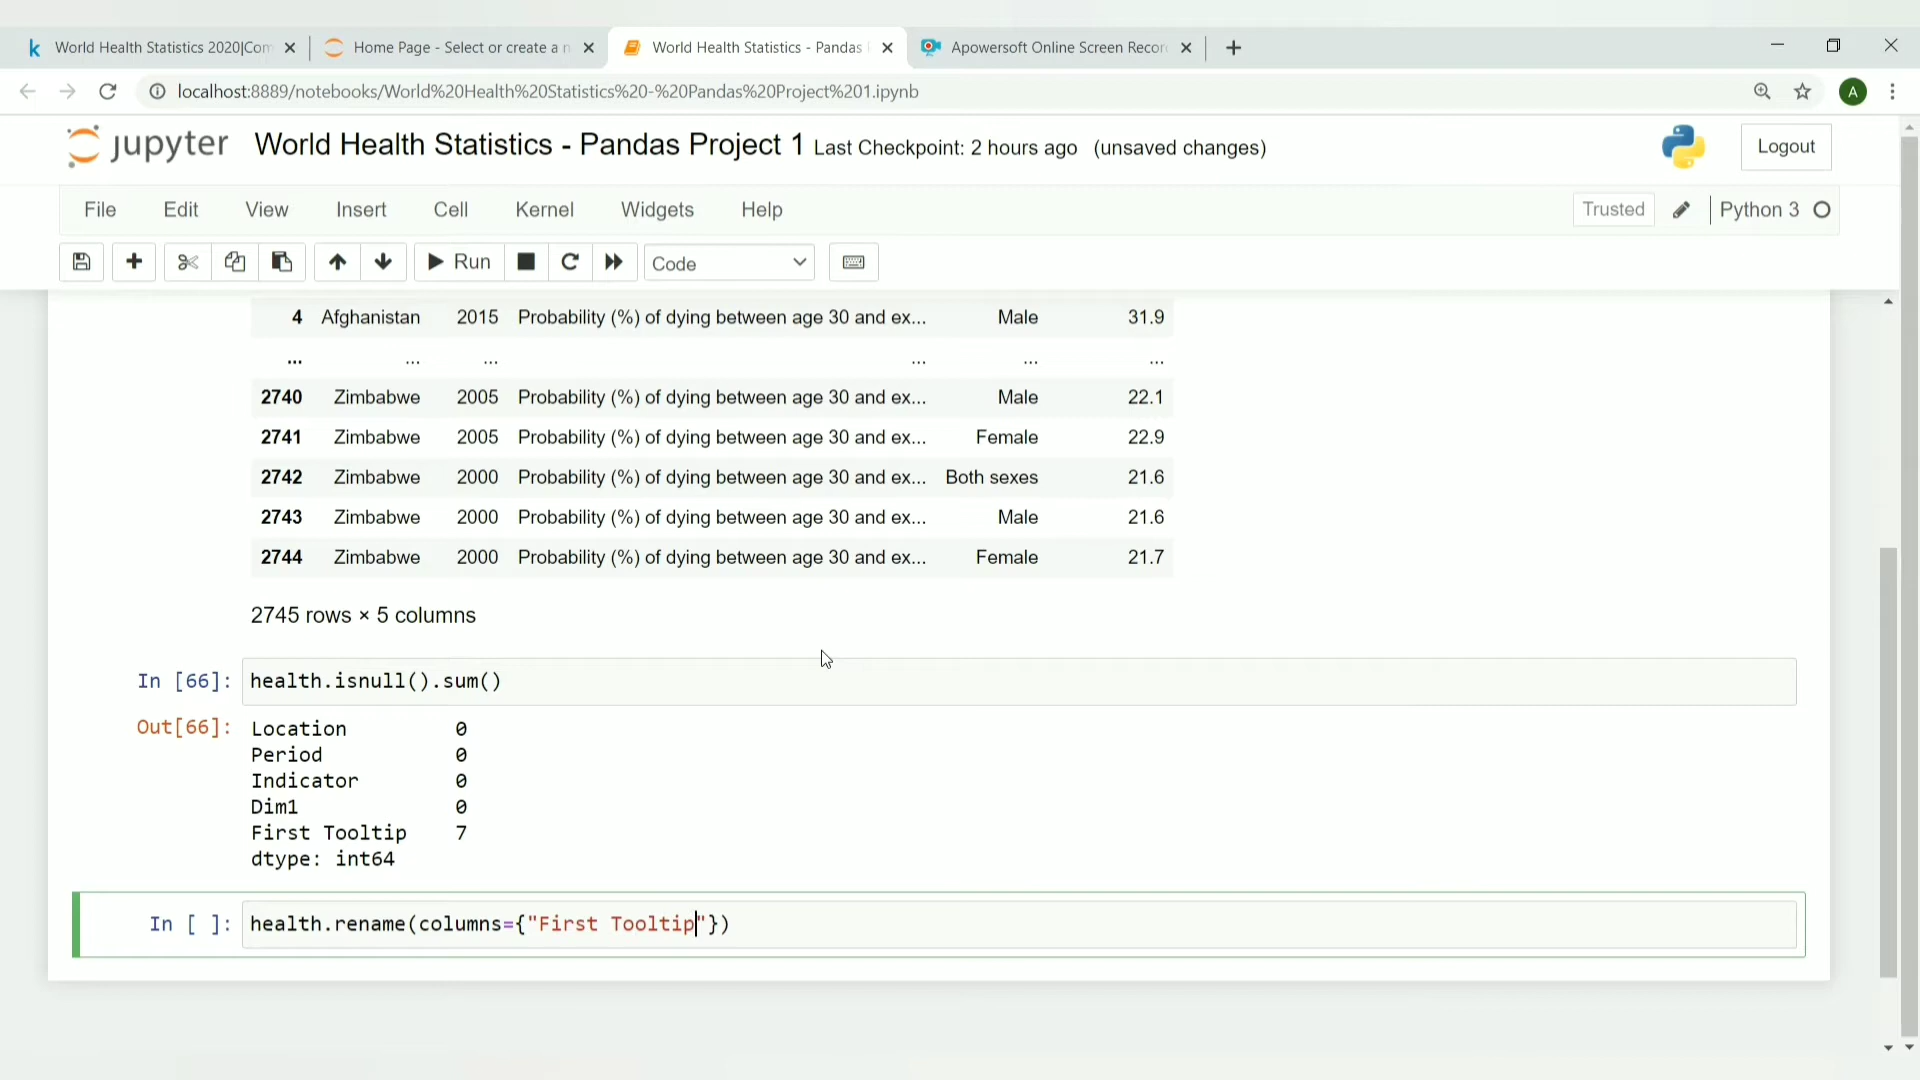 World Health Statistics 2020|Com
Home Page - Select or create a n
World Health Statistics - Pandas
Apowersoft Online Screen Recor
localhost:8889/notebooks/World%20Health%20Statistics%20-%20Pandas%20Project%201.ipynb
A
jupyter World Health Statistics - Pandas Project 1 Last Checkpoint: 2 hours ago (unsaved changes)
Logout
File Edit View Insert Cell Kernel Widgets Help
Trusted Python 3
Run Code
4 Afghanistan 2015 Probability (%) of dying between age 30 and ex... Male 31.9
... ... ... ... ... ...
2740 Zimbabwe 2005 Probability (%) of dying between age 30 and ex... Male 22.1
2741 Zimbabwe 2005 Probability (%) of dying between age 30 and ex... Female 22.9
2742 Zimbabwe 2000 Probability (%) of dying between age 30 and ex... Both sexes 21.6
2743 Zimbabwe 2000 Probability (%) of dying between age 30 and ex... Male 21.6
2744 Zimbabwe 2000 Probability (%) of dying between age 30 and ex... Female 21.7
2745 rows × 5 columns
In [66]: health.isnull().sum()
Out[66]: Location 0
Period 0
Indicator 0
Dim1 0
First Tooltip 7
dtype: int64
In [ ]: health.rename(columns={"First Tooltip"})